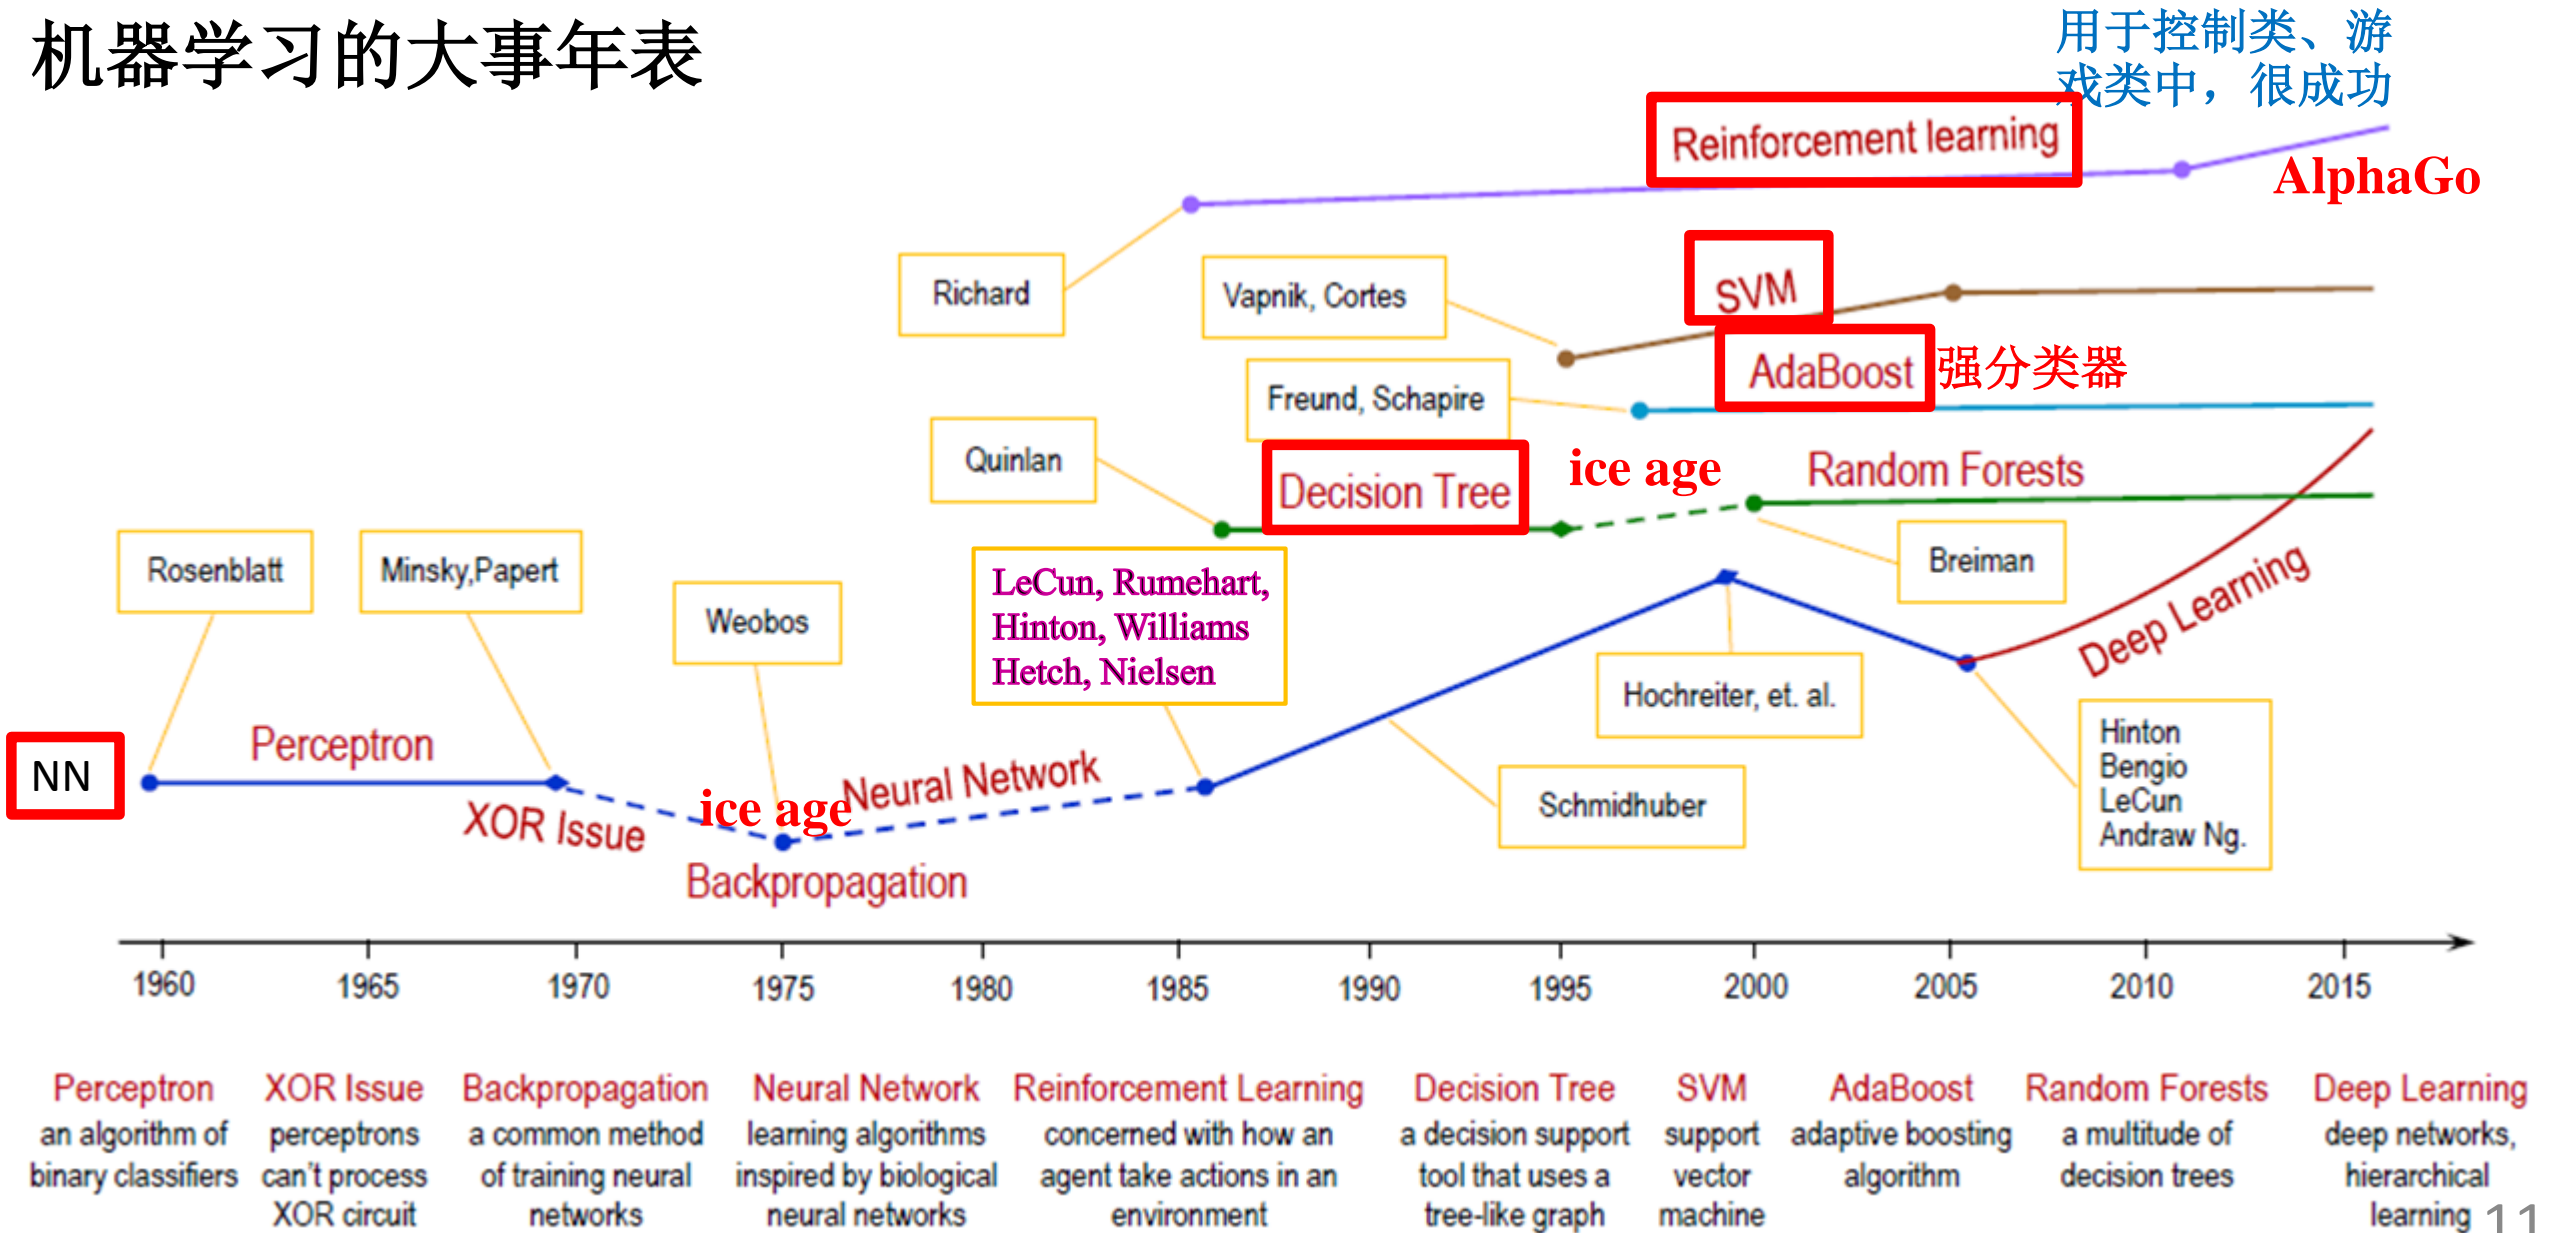 机器学习的大事年表
用于控制类、游
戏类中，很成功
Reinforcement learning
AlphaGo
Richard
Vapnik, Cortes
SVM
AdaBoost
强分类器
Freund, Schapire
Quinlan
Decision Tree
ice age
Random Forests
Breiman
Rosenblatt
Minsky,Papert
Weobos
LeCun, Rumehart,
Hinton, Williams
Hetch, Nielsen
Deep Learning
Hochreiter, et. al.
Schmidhuber
Hinton
Bengio
LeCun
Andraw Ng.
NN
Perceptron
XOR Issue
ice age
Neural Network
Backpropagation
1960
1965
1970
1975
1980
1985
1990
1995
2000
2005
2010
2015
Perceptron
an algorithm of
binary classifiers
XOR Issue
perceptrons
can't process
XOR circuit
Backpropagation
a common method
of training neural
networks
Neural Network
learning algorithms
inspired by biological
neural networks
Reinforcement Learning
concerned with how an
agent take actions in an
environment
Decision Tree
a decision support
tool that uses a
tree-like graph
SVM
support
vector
machine
AdaBoost
adaptive boosting
algorithm
Random Forests
a multitude of
decision trees
Deep Learning
deep networks,
hierarchical
learning
11